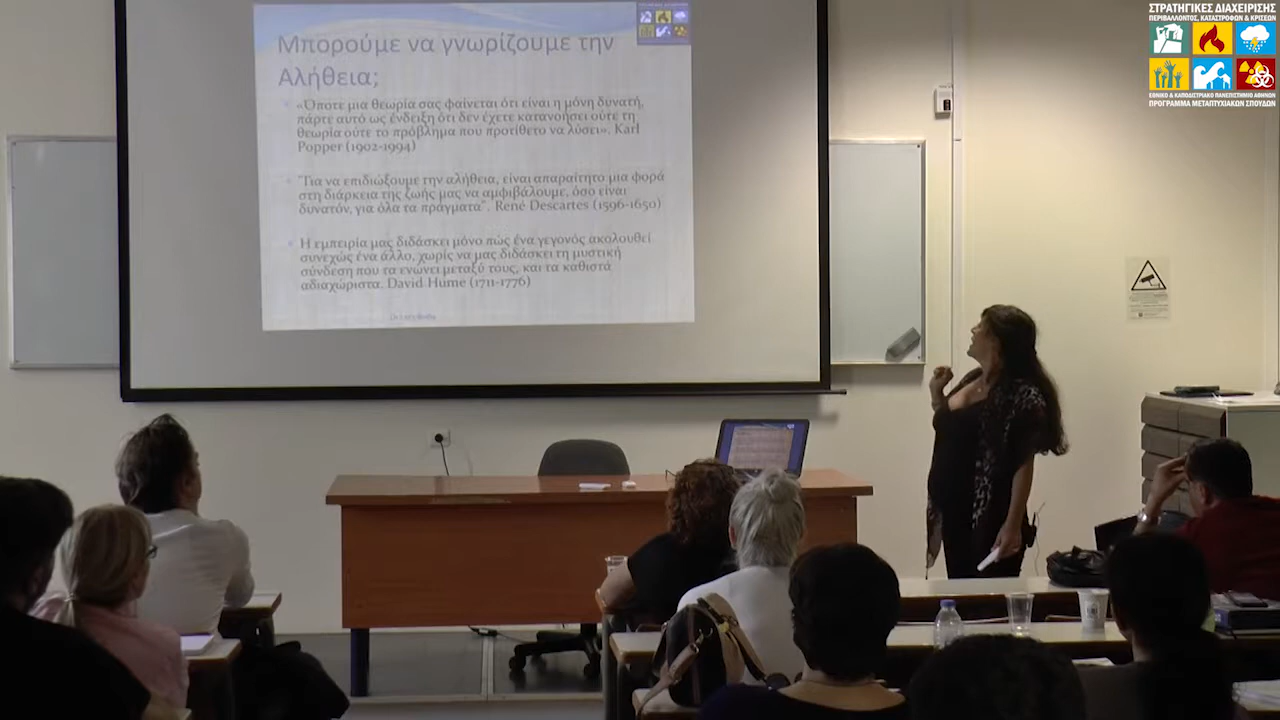 ΣΤΡΑΤΗΓΙΚΕΣ ΔΙΑΧΕΙΡΙΣΗΣ
ΠΕΡΙΒΑΛΛΟΝΤΟΣ, ΚΑΤΑΣΤΡΟΦΩΝ & ΚΡΙΣΕΩΝ
ΕΘΝΙΚΟ & ΚΑΠΟΔΙΣΤΡΙΑΚΟ ΠΑΝΕΠΙΣΤΗΜΙΟ ΑΘΗΝΩΝ
ΠΡΟΓΡΑΜΜΑ ΜΕΤΑΠΤΥΧΙΑΚΩΝ ΣΠΟΥΔΩΝ
Μπορούμε να γνωρίζουμε την
Αλήθεια;
«Όποτε μια θεωρία σας φαίνεται ότι είναι η μόνη δυνατή,
πάρτε αυτό ως ένδειξη ότι δεν έχετε κατανοήσει ούτε τη
θεωρία ούτε το πρόβλημα που προτίθετο να λύσει». Karl
Popper (1902-1994)
"Για να επιδιώξουμε την αλήθεια, είναι απαραίτητο μια φορά
στη διάρκεια της ζωής μας να αμφιβάλουμε, όσο είναι
δυνατόν, για όλα τα πράγματα". René Descartes (1596-1650)
Η εμπειρία μας διδάσκει μόνο πώς ένα γεγονός ακολουθεί
συνεχώς ένα άλλο, χωρίς να μας διδάσκει τη μυστική
σύνδεση που τα ενώνει μεταξύ τους, και τα καθιστά
αδιαχώριστα. David Hume (1711-1776)